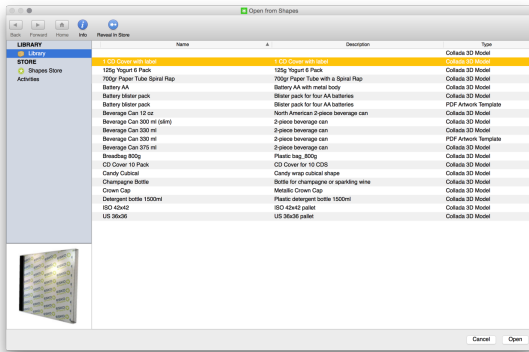 Open from Shapes
Back Forward Home Info Reveal In Store
LIBRARY
Library
STORE
Shapes Store
Activities
Name Description Type
Collada 3D Model
1 CD Cover with label 1 CD Cover with label Collada 3D Model
125g Yogurt 6 Pack 125g Yogurt 6 Pack Collada 3D Model
700gr Paper Tube Spiral Rap 700gr Paper Tube with a Spiral Rap Collada 3D Model
Battery AA Battery AA with metal body Collada 3D Model
Battery blister pack Blister pack for four AA batteries Collada 3D Model
Battery blister pack Blister pack for four AA batteries PDF Artwork Template
Beverage Can 12 oz North American 2-piece beverage can Collada 3D Model
Beverage Can 300 ml (slim) 2-piece beverage can Collada 3D Model
Beverage Can 330 ml 2-piece beverage can Collada 3D Model
Beverage Can 330 ml 2-piece beverage can PDF Artwork Template
Beverage Can 375 ml 2-piece beverage can Collada 3D Model
Breadbag 800g Plastic bag_800g Collada 3D Model
CD Cover 10 Pack CD Cover for 10 CDS Collada 3D Model
Candy Cubical Candy wrap cubical shape Collada 3D Model
Champagne Bottle Bottle for champagne or sparkling wine Collada 3D Model
Crown Cap Metallic Crown Cap Collada 3D Model
Detergent bottle 1500ml Plastic detergent bottle 1500ml Collada 3D Model
ISO 42x42 ISO 42x42 pallet Collada 3D Model
US 36x36 US 36x36 pallet Collada 3D Model
Cancel Open